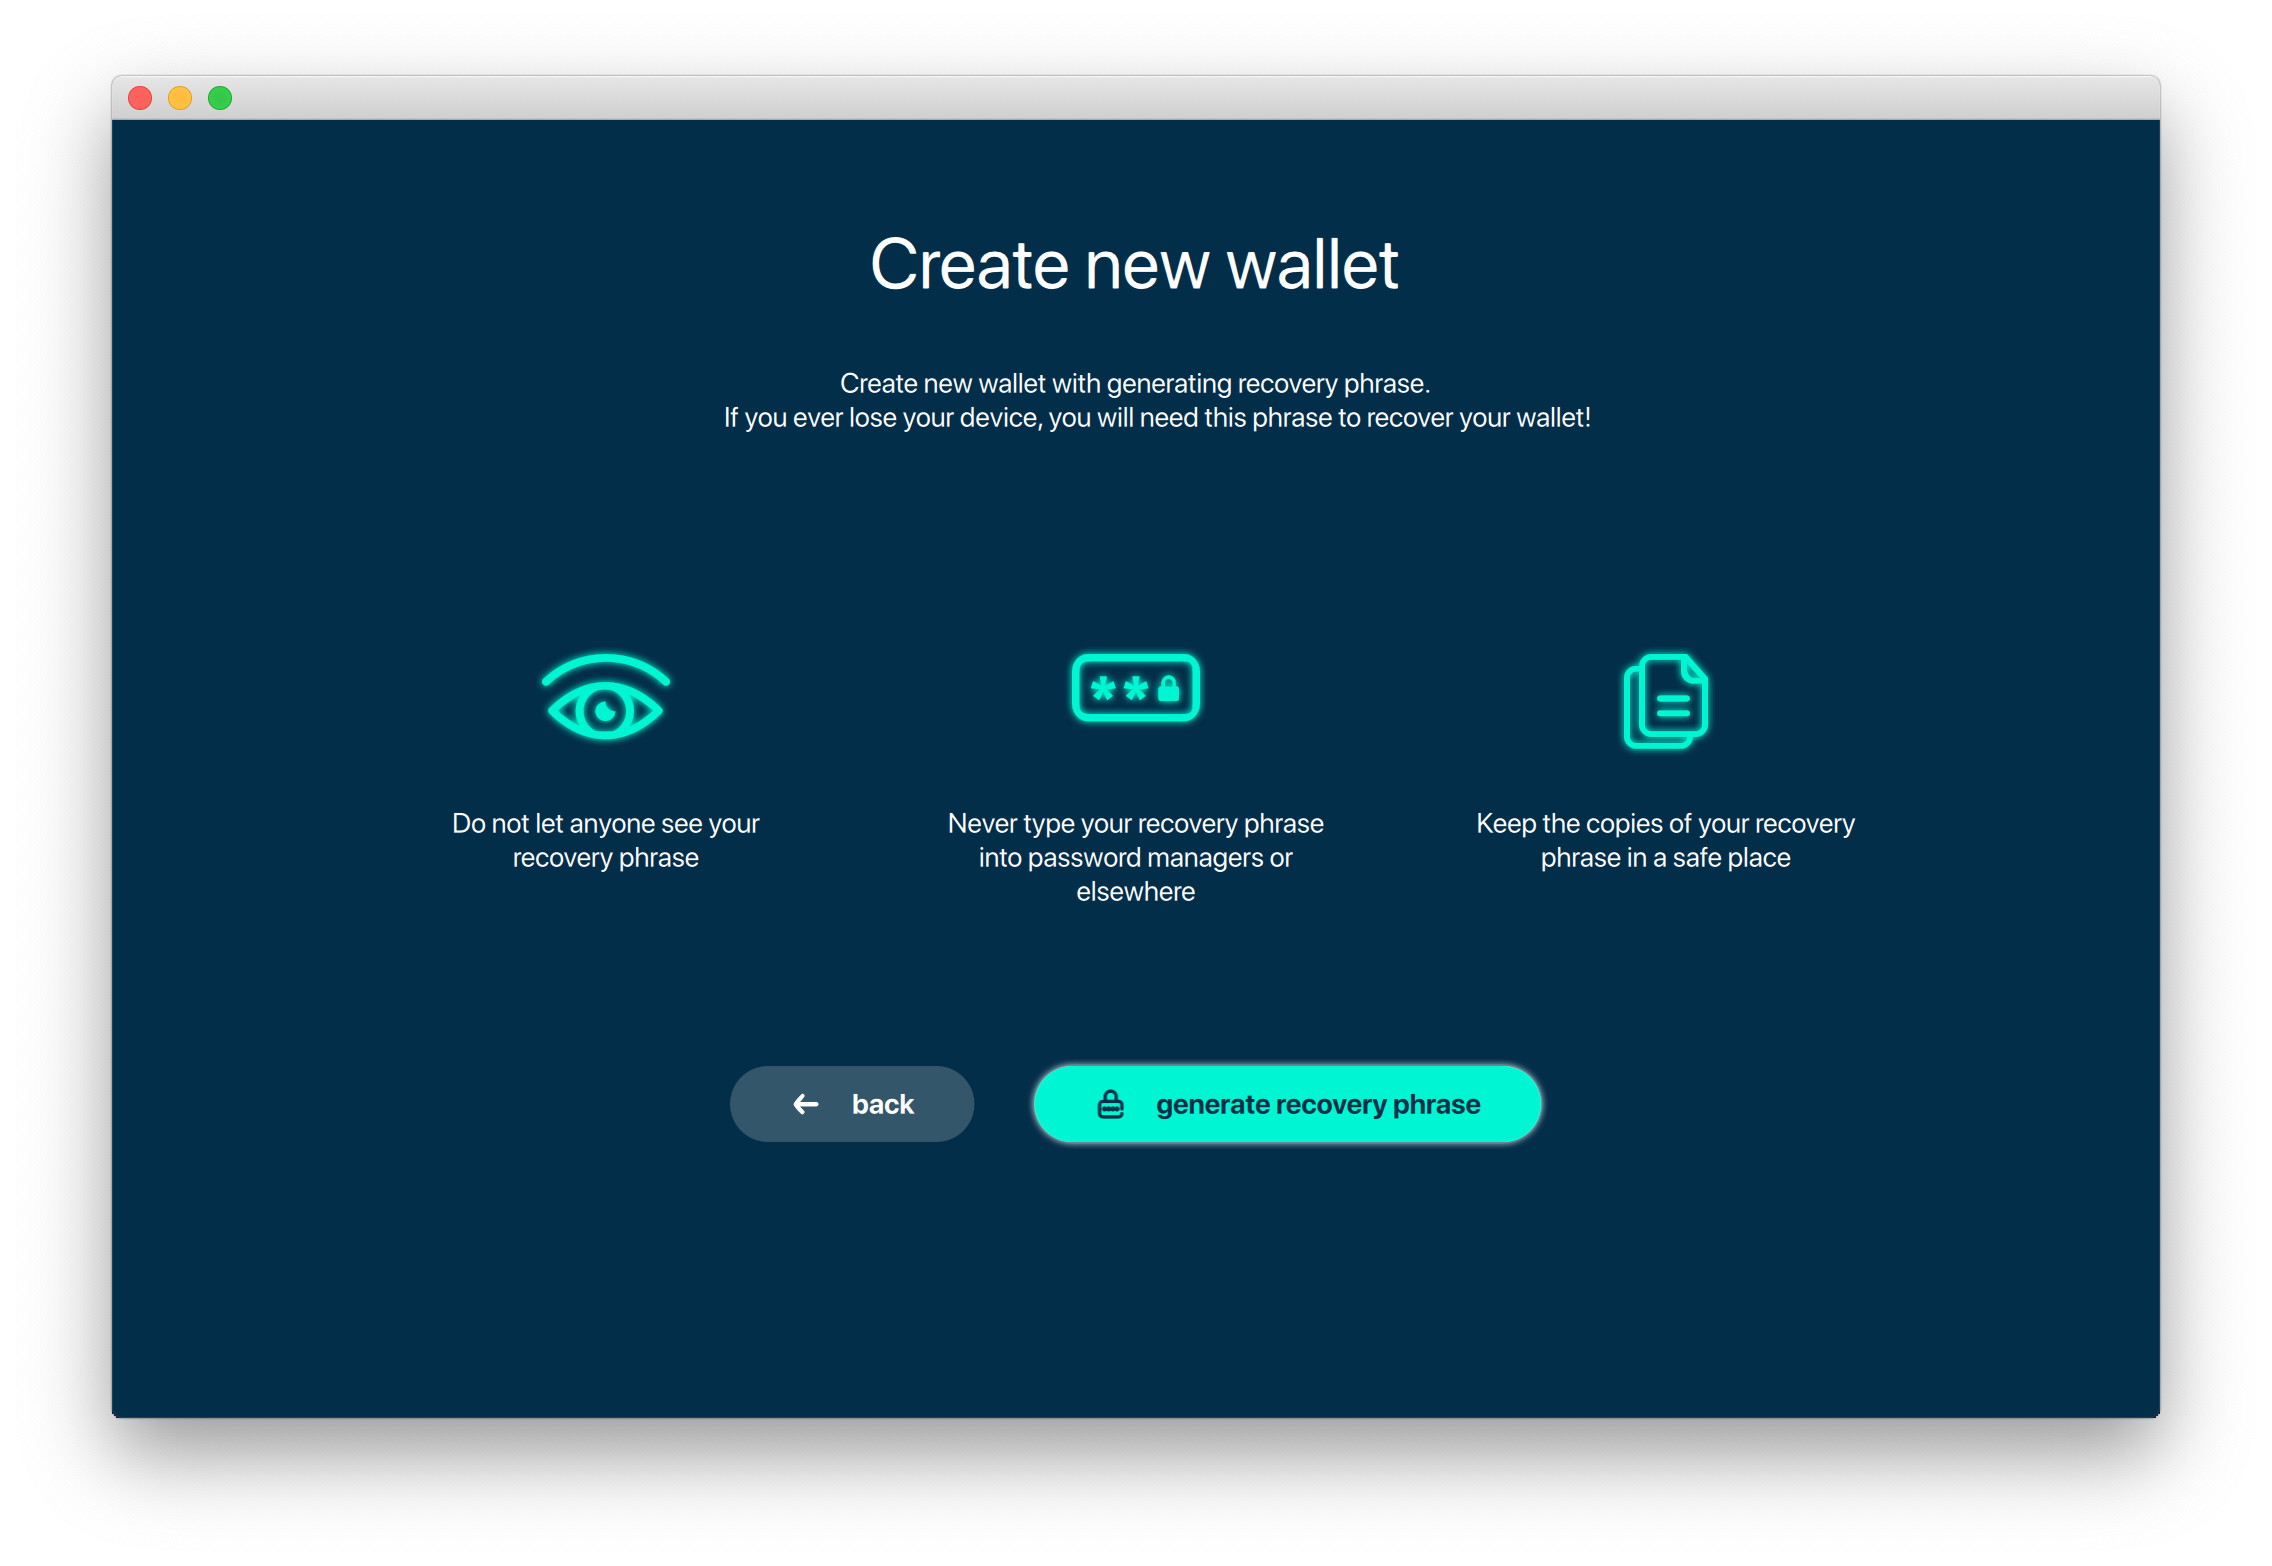 Create new wallet
Create new wallet with generating recovery phrase.
If you ever lose your device, you will need this phrase to recover your wallet!
Do not let anyone see your
recovery phrase
Never type your recovery phrase
into password managers or
elsewhere
Keep the copies of your recovery
phrase in a safe place
back
generate recovery phrase